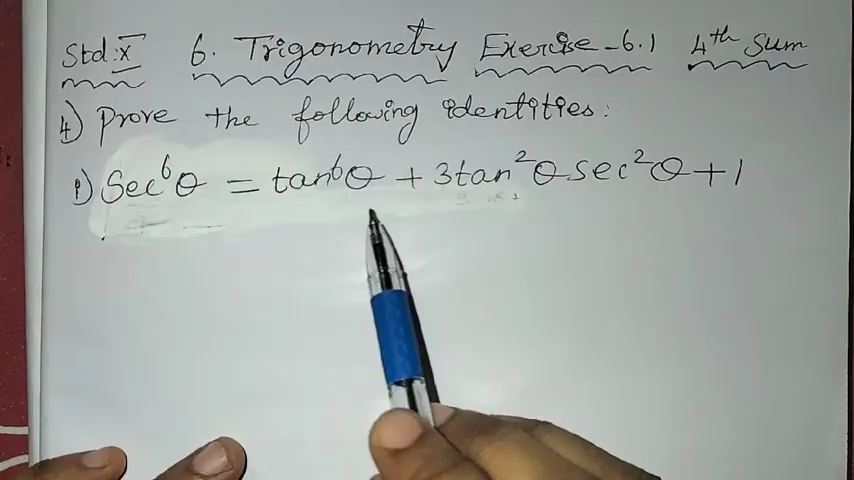 Std:X 6. Trigonometry Exercise-6.1 4th Sum
4) Prove the following identities:
i) Sec⁶θ = tan⁶θ + 3tan²θ sec²θ + 1